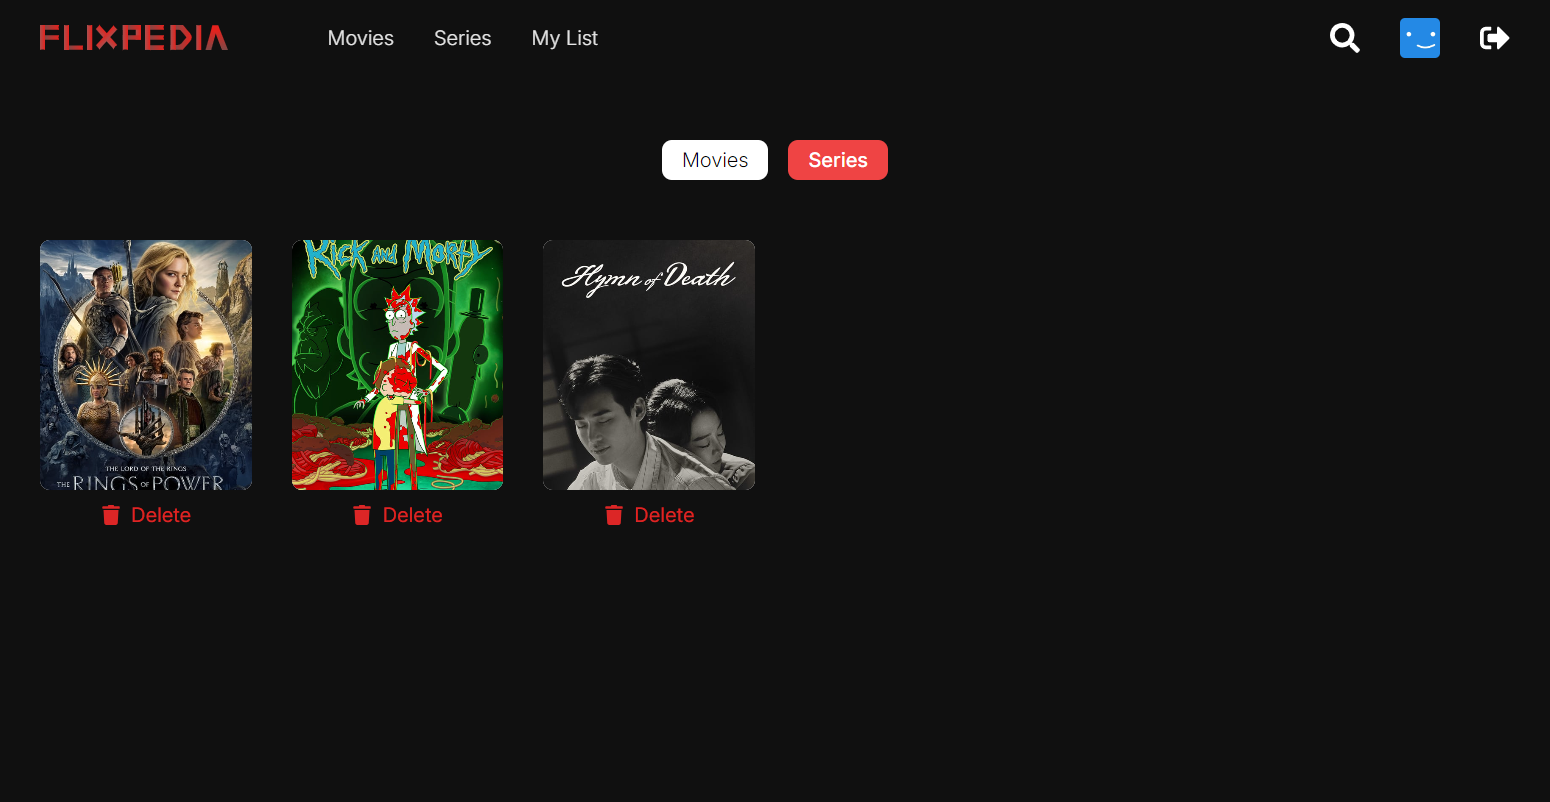 FLIXPEDIA
Movies
Series
My List
Movies
Series
THE LORD OF THE RINGS
THE RINGS OF POWER
RICK AND MORTY
Hymn of Death
Delete
Delete
Delete